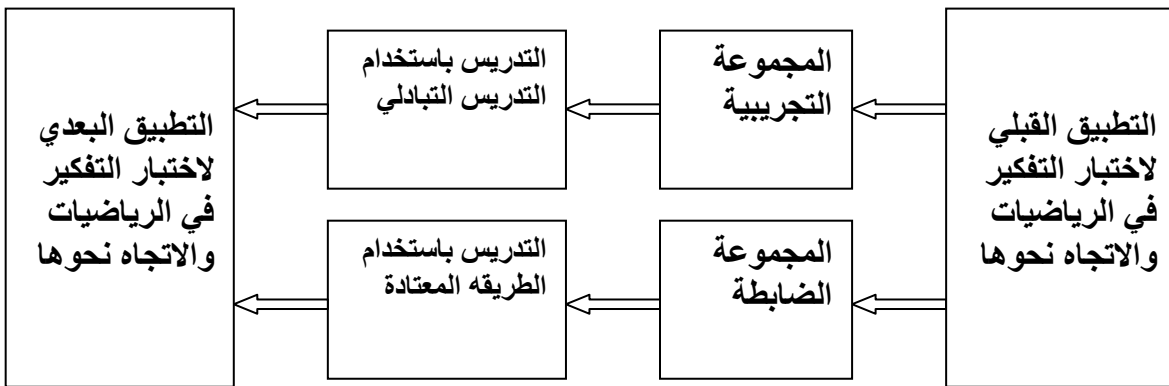 التطبيق القبلي
لاختبار التفكير
في الرياضيات
والاتجاه نحوها
المجموعة
التجريبية
التدريس باستخدام
التدريس التبادلي
المجموعة
الضابطة
التدريس باستخدام
الطريقه المعتادة
التطبيق البعدي
لاختبار التفكير
في الرياضيات
والاتجاه نحوها